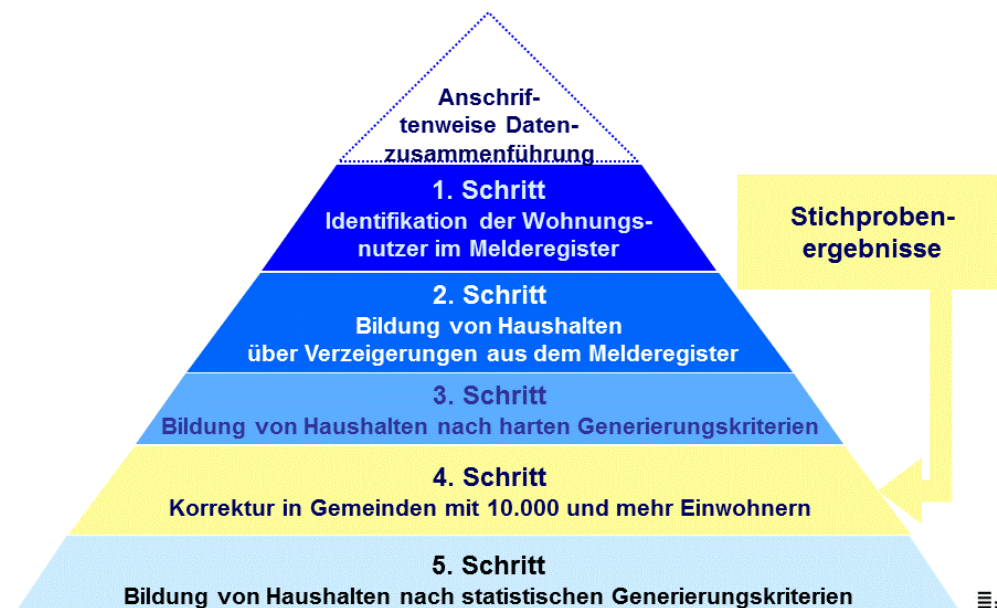 Anschrif-
tenweise Daten-
zusammenführung
1. Schritt
Identifikation der Wohnungs-
nutzer im Melderegister
Stichproben-
ergebnisse
2. Schritt
Bildung von Haushalten
über Verzeigerungen aus dem Melderegister
3. Schritt
Bildung von Haushalten nach harten Generierungskriterien
4. Schritt
Korrektur in Gemeinden mit 10.000 und mehr Einwohnern
5. Schritt
Bildung von Haushalten nach statistischen Generierungskriterien